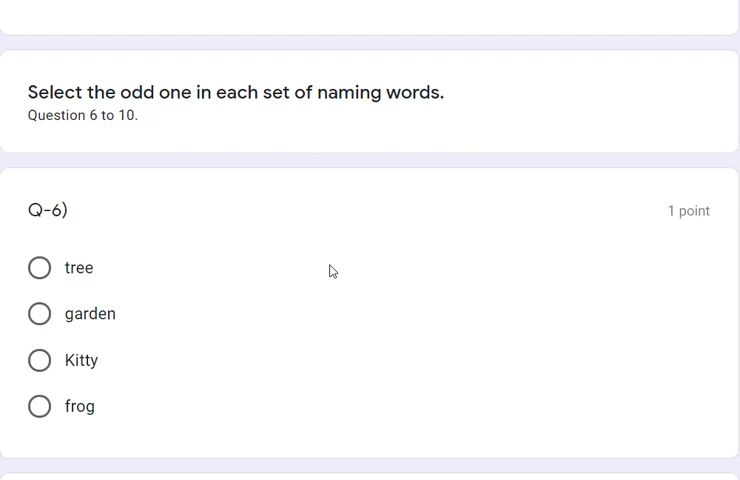 Select the odd one in each set of naming words.
Question 6 to 10.
Q-6)
1 point
tree
garden
Kitty
frog